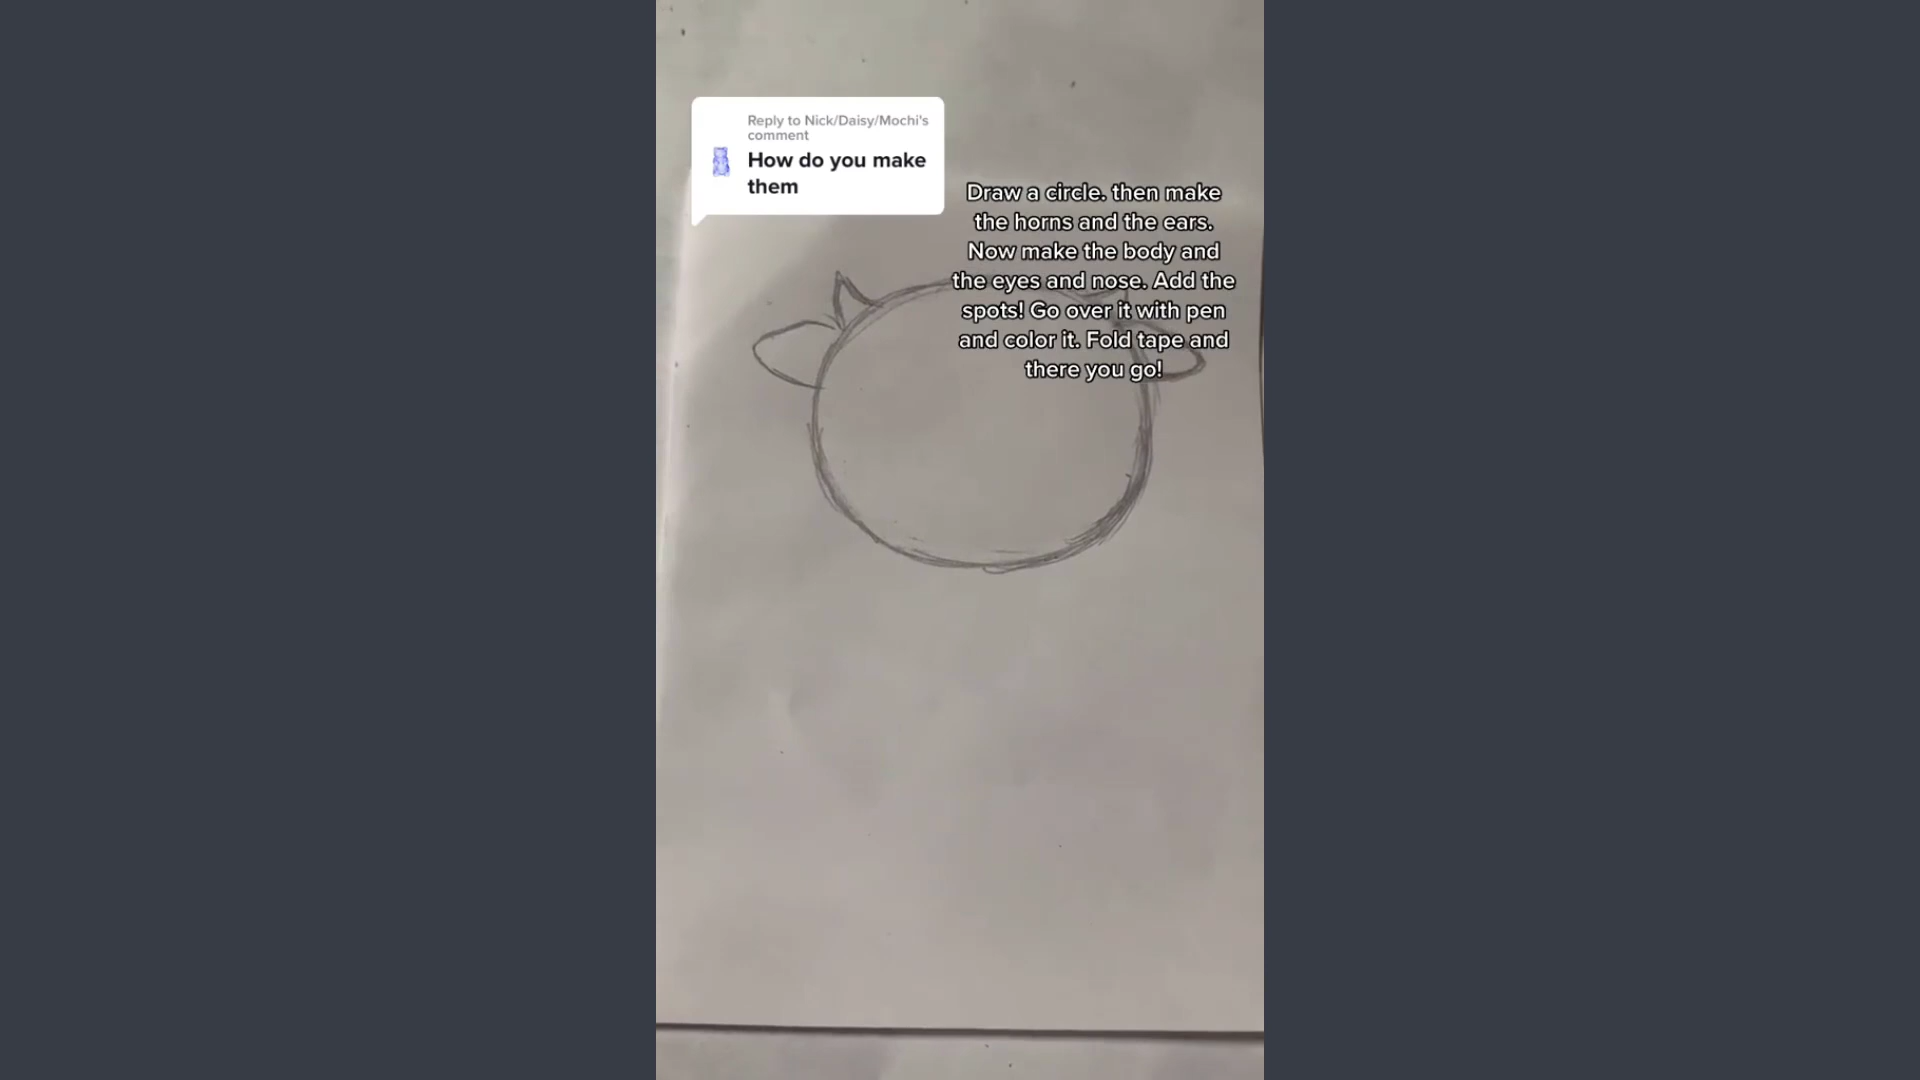 Reply to Nick/Daisy/Mochi's
comment
How do you make
them
Draw a circle. then make
the horns and the ears.
Now make the body and
the eyes and nose. Add the
spots! Go over it with pen
and color it. Fold tape and
there you go!